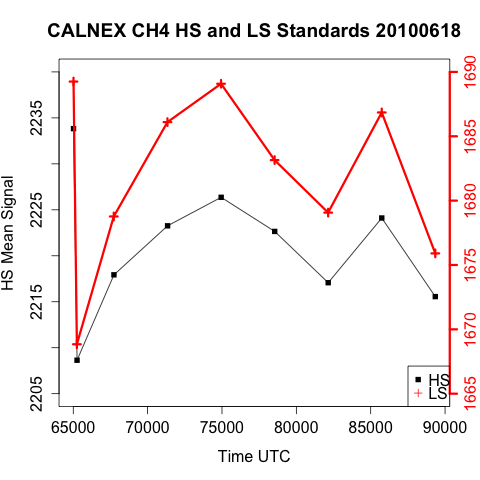 CALNEX CH4 HS and LS Standards 20100618
HS Mean Signal
2235
2225
2215
2205
1690
1685
1680
1675
1670
1665
HS
LS
65000 70000 75000 80000 85000 90000
Time UTC